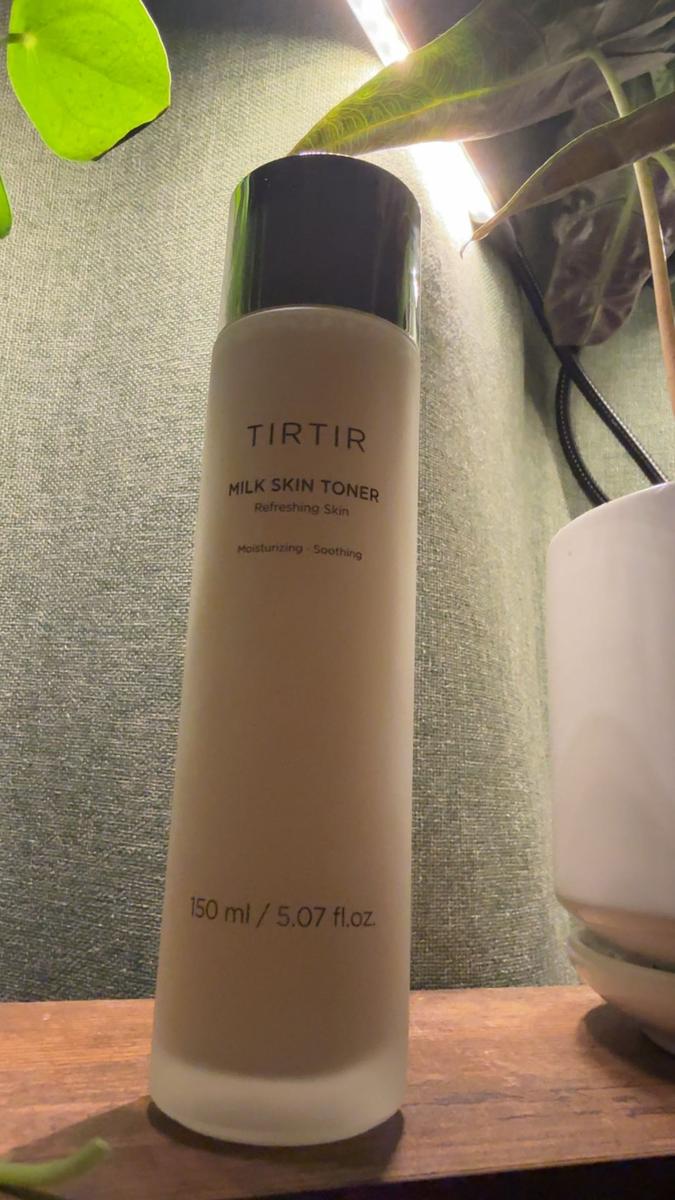 TIRTIR
MILK SKIN TONER
Refreshing Skin
Moisturizing · Soothing
150 ml / 5.07 fl.oz.